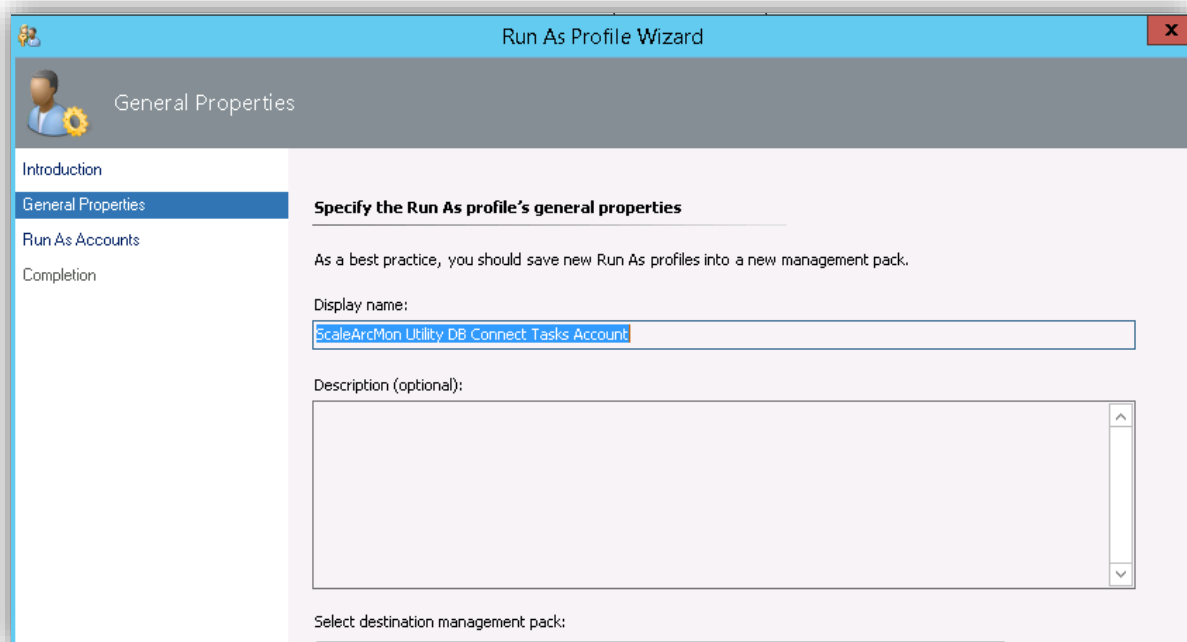 Run As Profile Wizard
x
General Properties
Introduction
General Properties
Run As Accounts
Completion
Specify the Run As profile's general properties
As a best practice, you should save new Run As profiles into a new management pack.
Display name:
ScaleArcMon Utility DB Connect Tasks Account
Description (optional):
Select destination management pack: